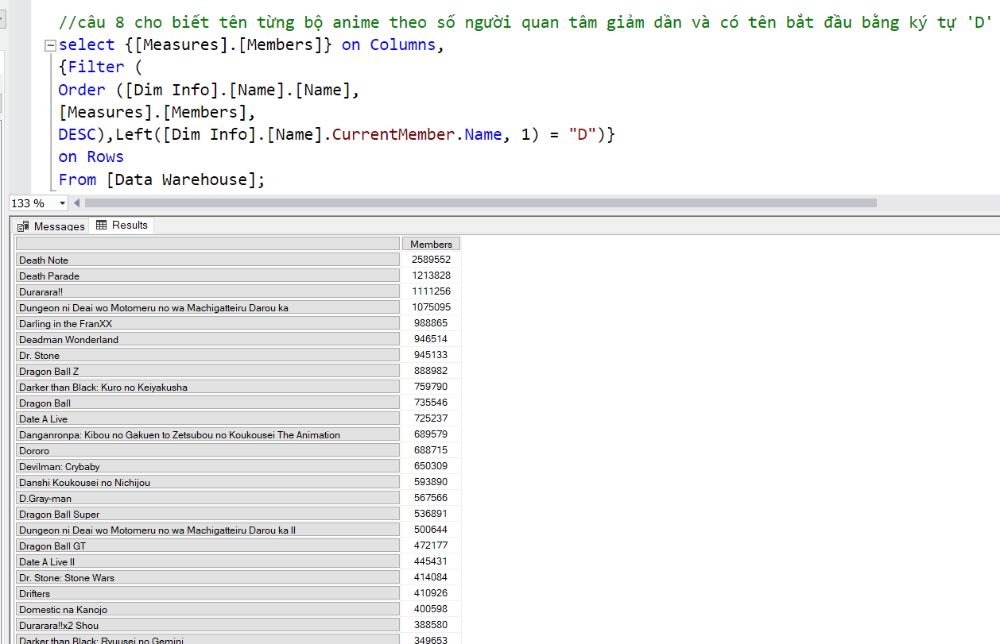 //câu 8 cho biết tên từng bộ anime theo số người quan tâm giảm dần và có tên bắt đầu bằng ký tự 'D'
select {[Measures].[Members]} on Columns,
{Filter (
Order ([Dim Info].[Name].[Name],
[Measures].[Members],
DESC),Left([Dim Info].[Name].CurrentMember.Name, 1) = "D")}
on Rows
From [Data Warehouse];
133 %
Messages Results
Members
Death Note 2589552
Death Parade 1213828
Durarara!! 1111256
Dungeon ni Deai wo Motomeru no wa Machigatteiru Darou ka 1075095
Darling in the FranXX 988865
Deadman Wonderland 946514
Dr. Stone 945133
Dragon Ball Z 888982
Darker than Black: Kuro no Keiyakusha 759790
Dragon Ball 735546
Date A Live 725237
Danganronpa: Kibou no Gakuen to Zetsubou no Koukousei The Animation 689579
Dororo 688715
Devilman: Crybaby 650309
Danshi Koukousei no Nichijou 593890
D.Gray-man 567566
Dragon Ball Super 536891
Dungeon ni Deai wo Motomeru no wa Machigatteiru Darou ka II 500644
Dragon Ball GT 472177
Date A Live II 445431
Dr. Stone: Stone Wars 414084
Drifters 410926
Domestic na Kanojo 400598
Durarara!!x2 Shou 388580
Darker than Black: Ryuusei no Gemini 349653